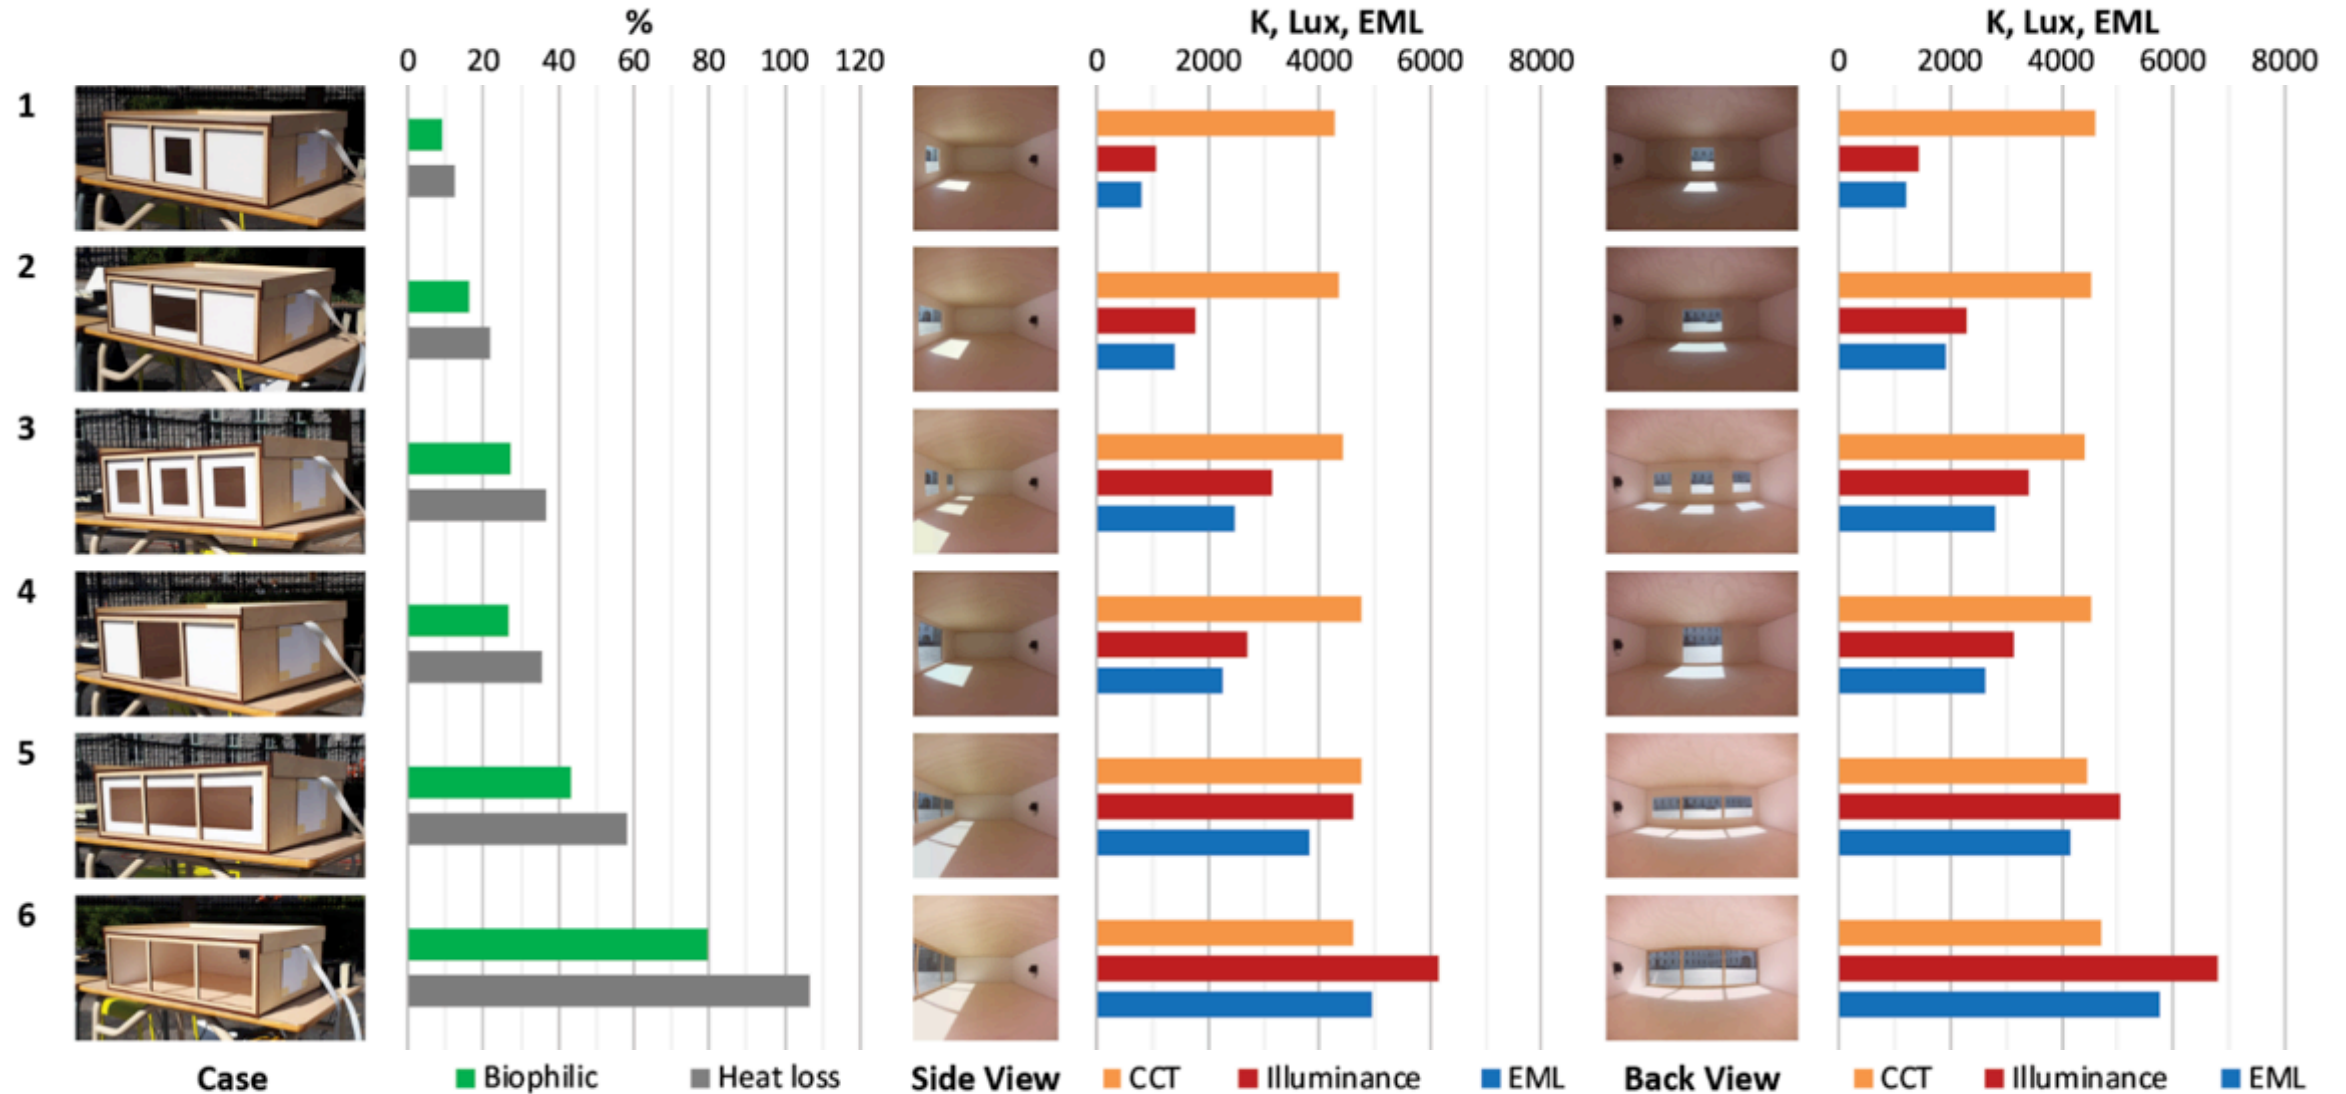 % K, Lux, EML K, Lux, EML
0 20 40 60 80 100 120 0 2000 4000 6000 8000 0 2000 4000 6000 8000
1
2
3
4
5
6
Case Biophilic Heat loss Side View CCT Illuminance EML Back View CCT Illuminance EML